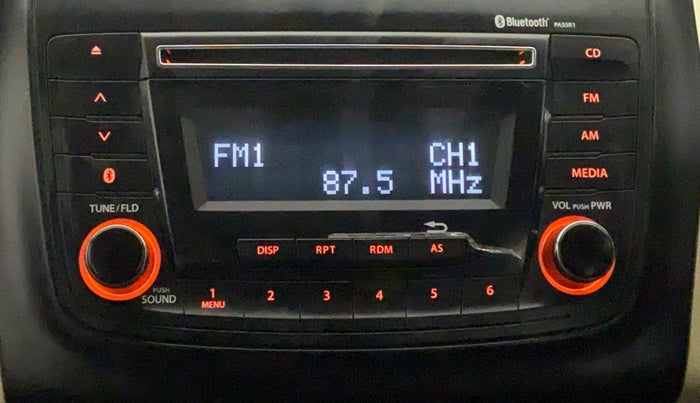 Bluetooth® PA5SR1
CD
FM
AM
MEDIA
FM1 CH1
87.5 MHz
TUNE/FLD
VOL PUSH PWR
DISP RPT RDM AS
PUSH
SOUND
1 2 3 4 5 6
MENU